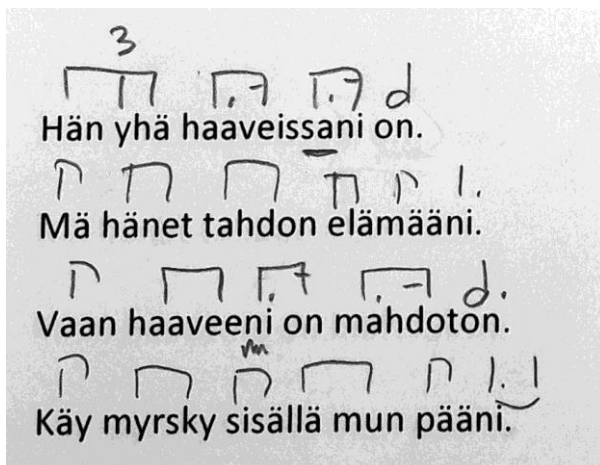 3
Hän yhä haaveissani on.
Mä hänet tahdon elämääni.
Vaan haaveeni on mahdoton.
Käy myrsky sisällä mun pääni.